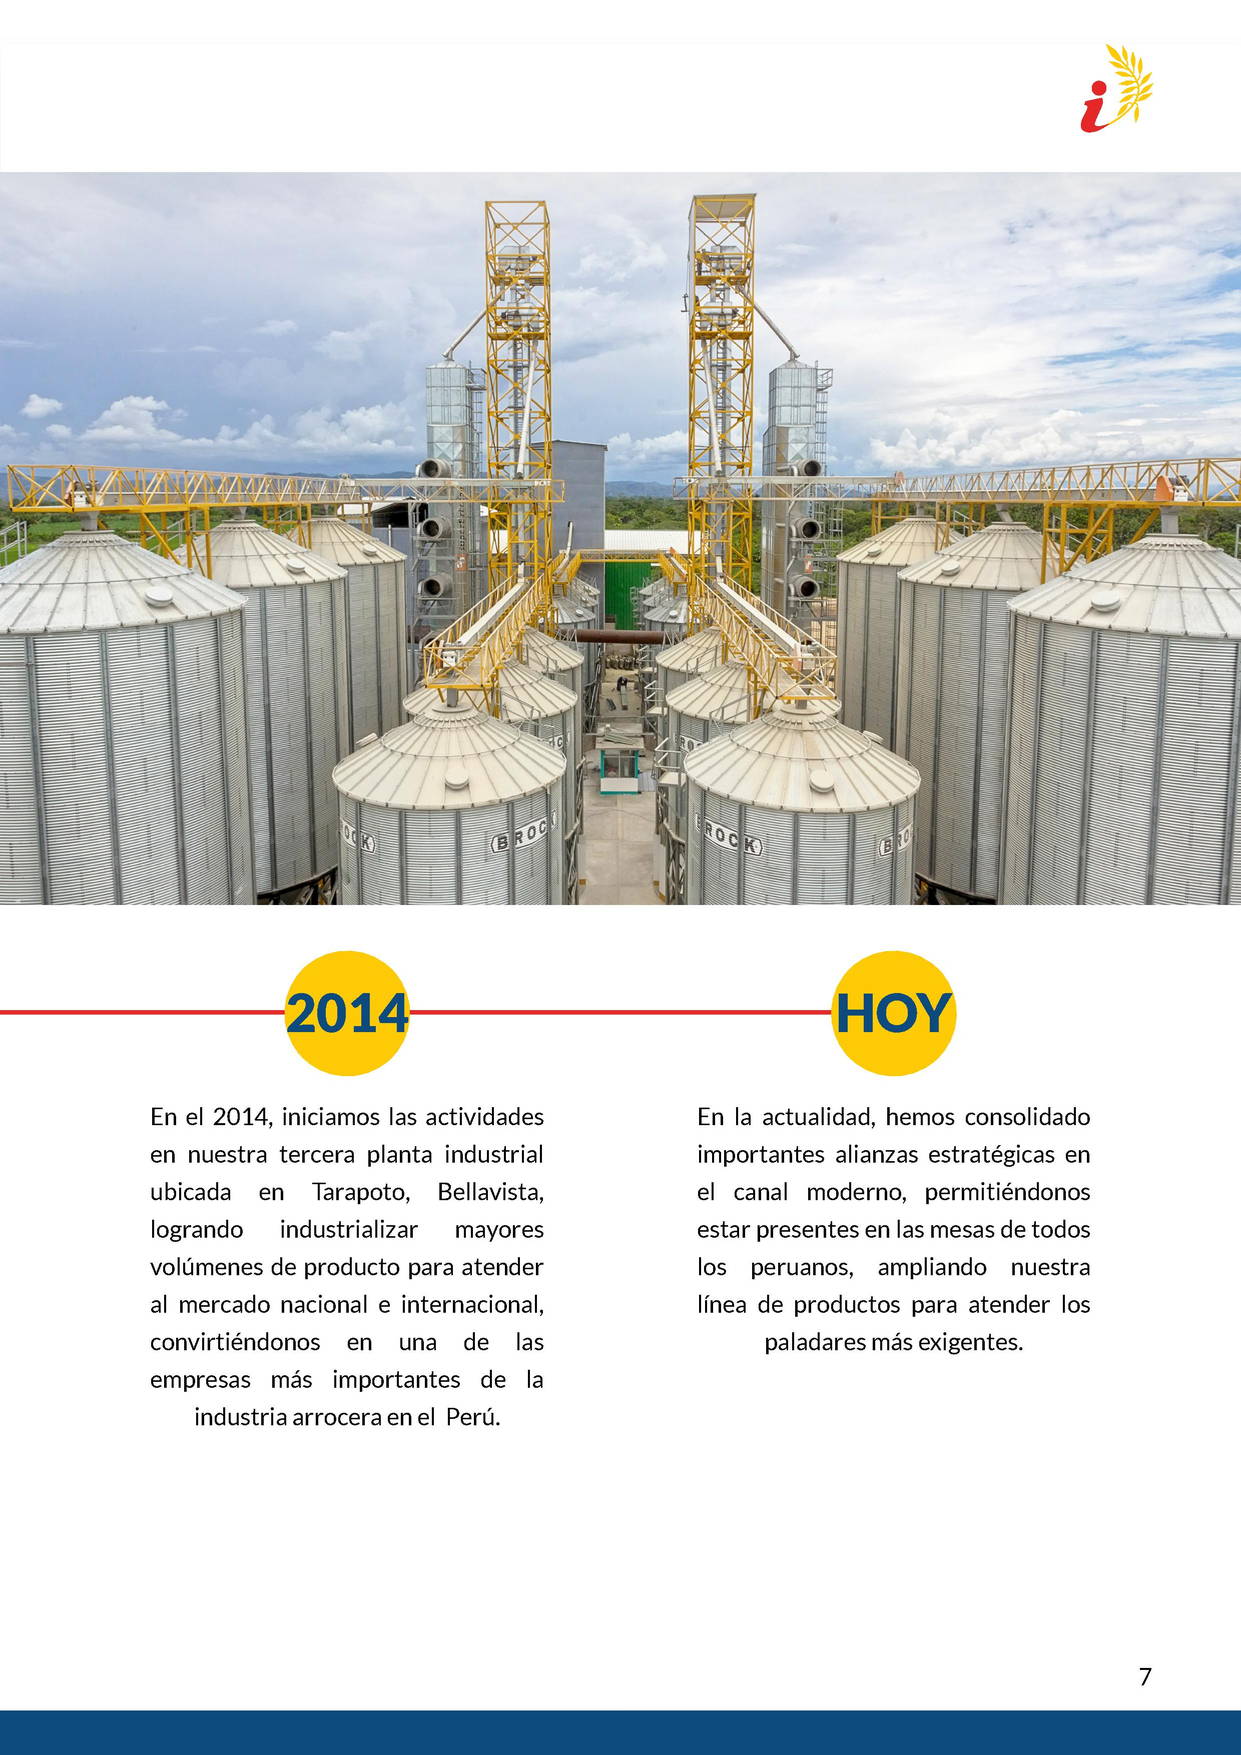 i
BROCK
BROCK
2014
HOY
En el 2014, iniciamos las actividades
en nuestra tercera planta industrial
ubicada en Tarapoto, Bellavista,
logrando industrializar mayores
volúmenes de producto para atender
al mercado nacional e internacional,
convirtiéndonos en una de las
empresas más importantes de la
industria arrocera en el Perú.
En la actualidad, hemos consolidado
importantes alianzas estratégicas en
el canal moderno, permitiéndonos
estar presentes en las mesas de todos
los peruanos, ampliando nuestra
línea de productos para atender los
paladares más exigentes.
7